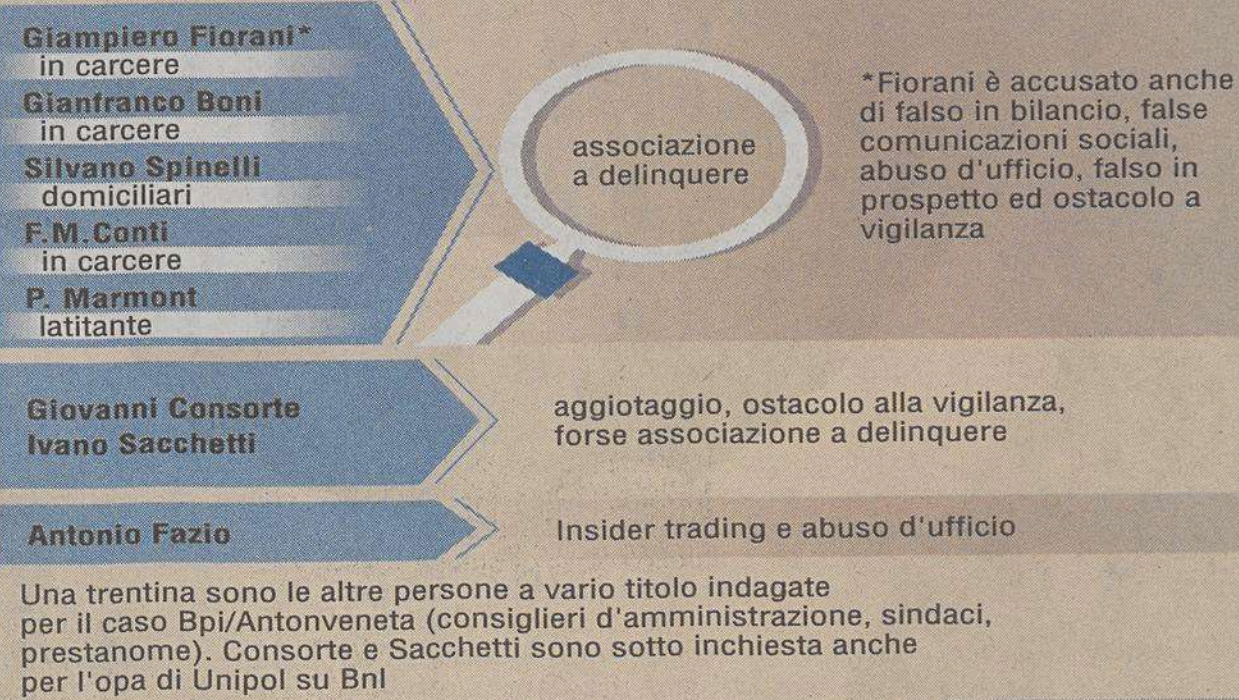 Giampiero Fiorani*
in carcere
Gianfranco Boni
in carcere
Silvano Spinelli
domiciliari
F.M.Conti
in carcere
P. Marmont
latitante
associazione
a delinquere
*Fiorani è accusato anche
di falso in bilancio, false
comunicazioni sociali,
abuso d'ufficio, falso in
prospetto ed ostacolo a
vigilanza
Giovanni Consorte
Ivano Sacchetti
aggiotaggio, ostacolo alla vigilanza,
forse associazione a delinquere
Antonio Fazio
Insider trading e abuso d'ufficio
Una trentina sono le altre persone a vario titolo indagate
per il caso Bpi/Antonveneta (consiglieri d'amministrazione, sindaci,
prestanome). Consorte e Sacchetti sono sotto inchiesta anche
per l'opa di Unipol su Bnl